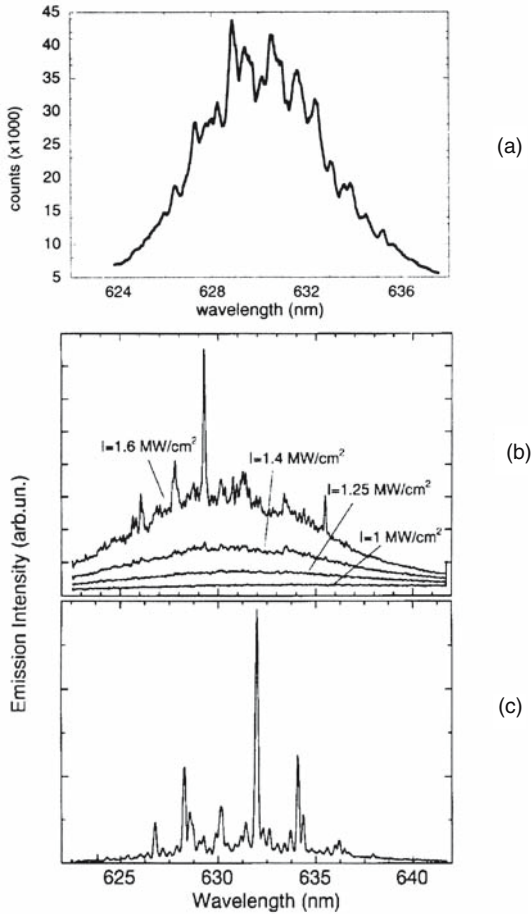 45
40
35
30
25
20
15
10
5
counts (x1000)
624
628
632
636
wavelength (nm)
(a)
I=1.6 MW/cm²
I=1.4 MW/cm²
I=1.25 MW/cm²
I=1 MW/cm²
(b)
Emission Intensity (arb.un.)
(c)
625
630
635
640
Wavelength (nm)